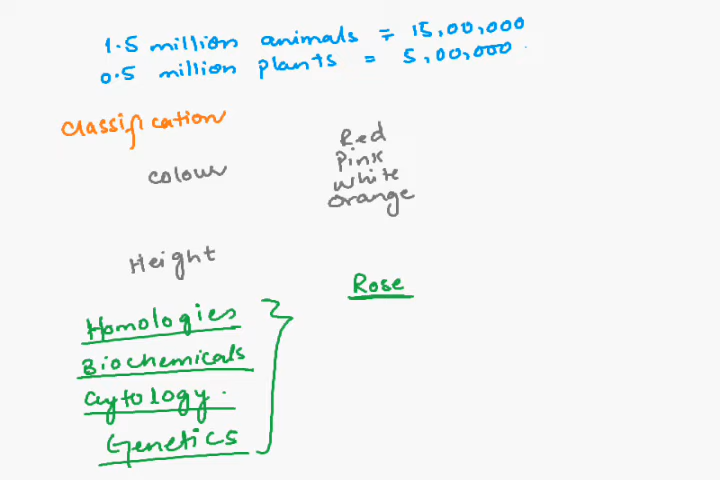 1.5 million animals = 15,00,000
0.5 million plants = 5,00,000
Classification
colour
Red
Pink
White
Orange
Height
Rose
Homologies
Biochemicals
Cytology.
Genetics